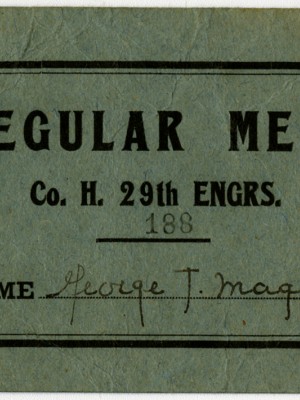 EGULAR ME
Co. H. 29th ENGRS.
188
ME George T. Mag